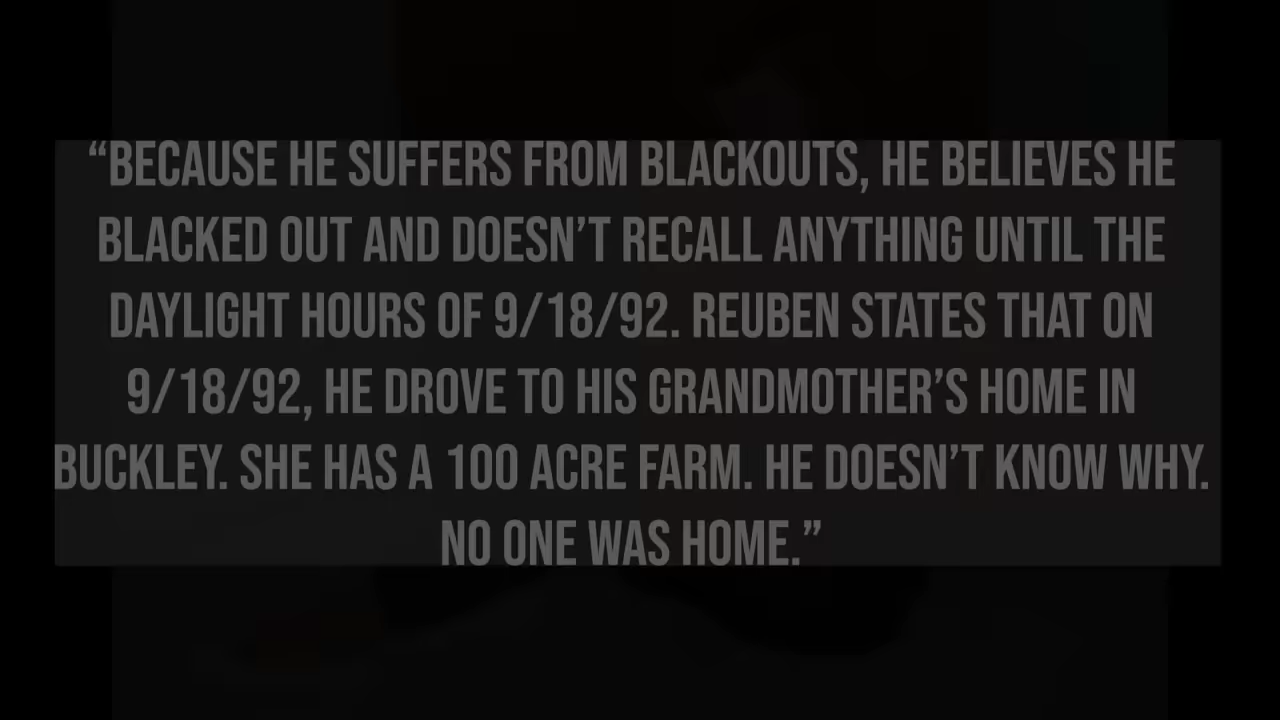 “BECAUSE HE SUFFERS FROM BLACKOUTS, HE BELIEVES HE
BLACKED OUT AND DOESN’T RECALL ANYTHING UNTIL THE
DAYLIGHT HOURS OF 9/18/92. REUBEN STATES THAT ON
9/18/92, HE DROVE TO HIS GRANDMOTHER’S HOME IN
BUCKLEY. SHE HAS A 100 ACRE FARM. HE DOESN’T KNOW WHY.
NO ONE WAS HOME.”